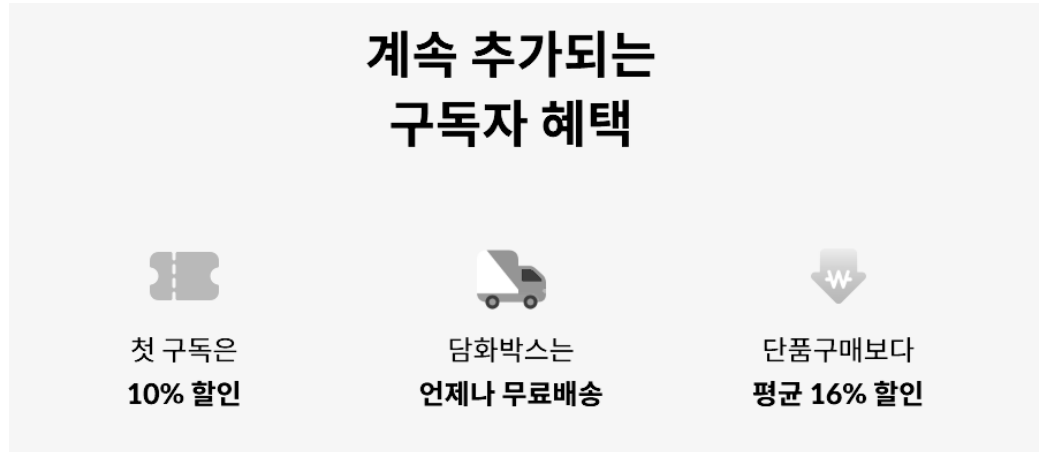 계속 추가되는
구독자 혜택
첫 구독은
10% 할인
담화박스는
언제나 무료배송
₩
단품구매보다
평균 16% 할인